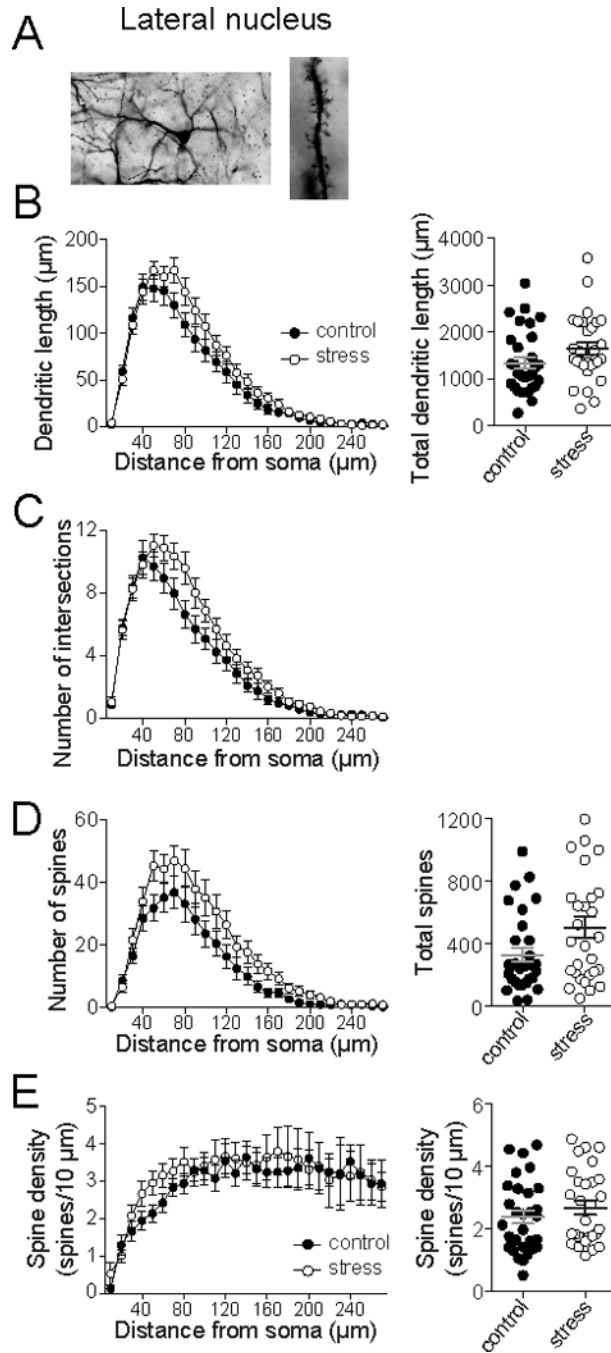 Lateral nucleus
A
B
Dendritic length (µm)
200
150
100
50
0
control
stress
40 80 120 160 200 240
Distance from soma (µm)
Total dendritic length (µm)
4000
3000
2000
1000
0
control
stress
C
Number of intersections
12
8
4
0
40 80 120 160 200 240
Distance from soma (µm)
D
Number of spines
60
40
20
0
40 80 120 160 200 240
Distance from soma (µm)
Total spines
1200
800
400
0
control
stress
E
Spine density
(spines/10 µm)
5
4
3
2
1
0
control
stress
40 80 120 160 200 240
Distance from soma (µm)
Spine density
(spines/10 µm)
6
4
2
0
control
stress